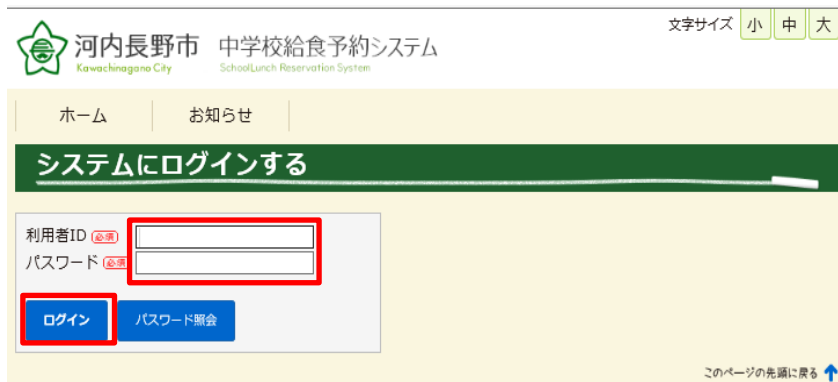 文字サイズ 小 中 大
河内長野市 中学校給食予約システム
Kawachinagano City SchoolLunch Reservation System
ホーム お知らせ
システムにログインする
利用者ID 必須
パスワード 必須
ログイン パスワード照会
このページの先頭に戻る